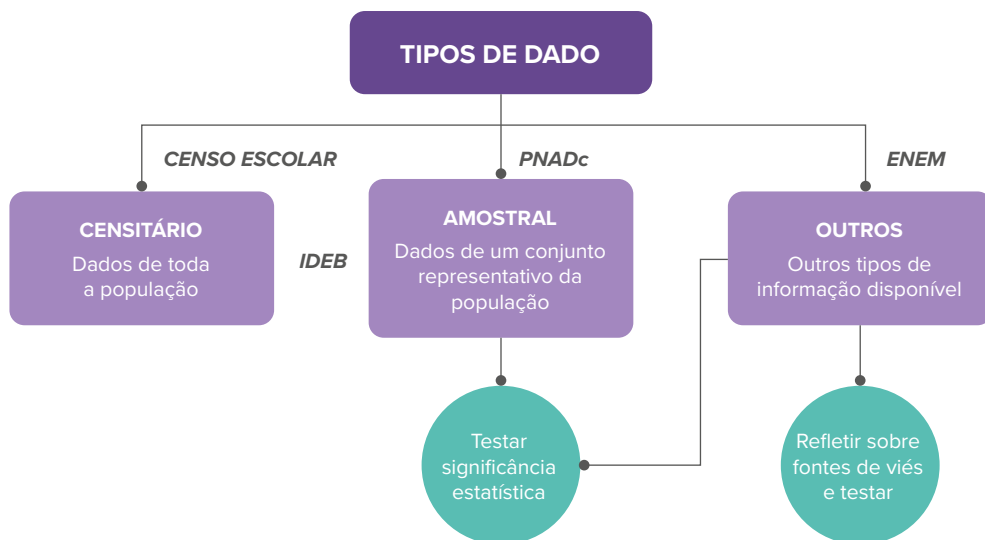 TIPOS DE DADO
CENSO ESCOLAR
PNADc
ENEM
CENSITÁRIO
Dados de toda
a população
IDEB
AMOSTRAL
Dados de um conjunto
representativo da
população
OUTROS
Outros tipos de
informação disponível
Testar
significância
estatística
Refletir sobre
fontes de viés
e testar